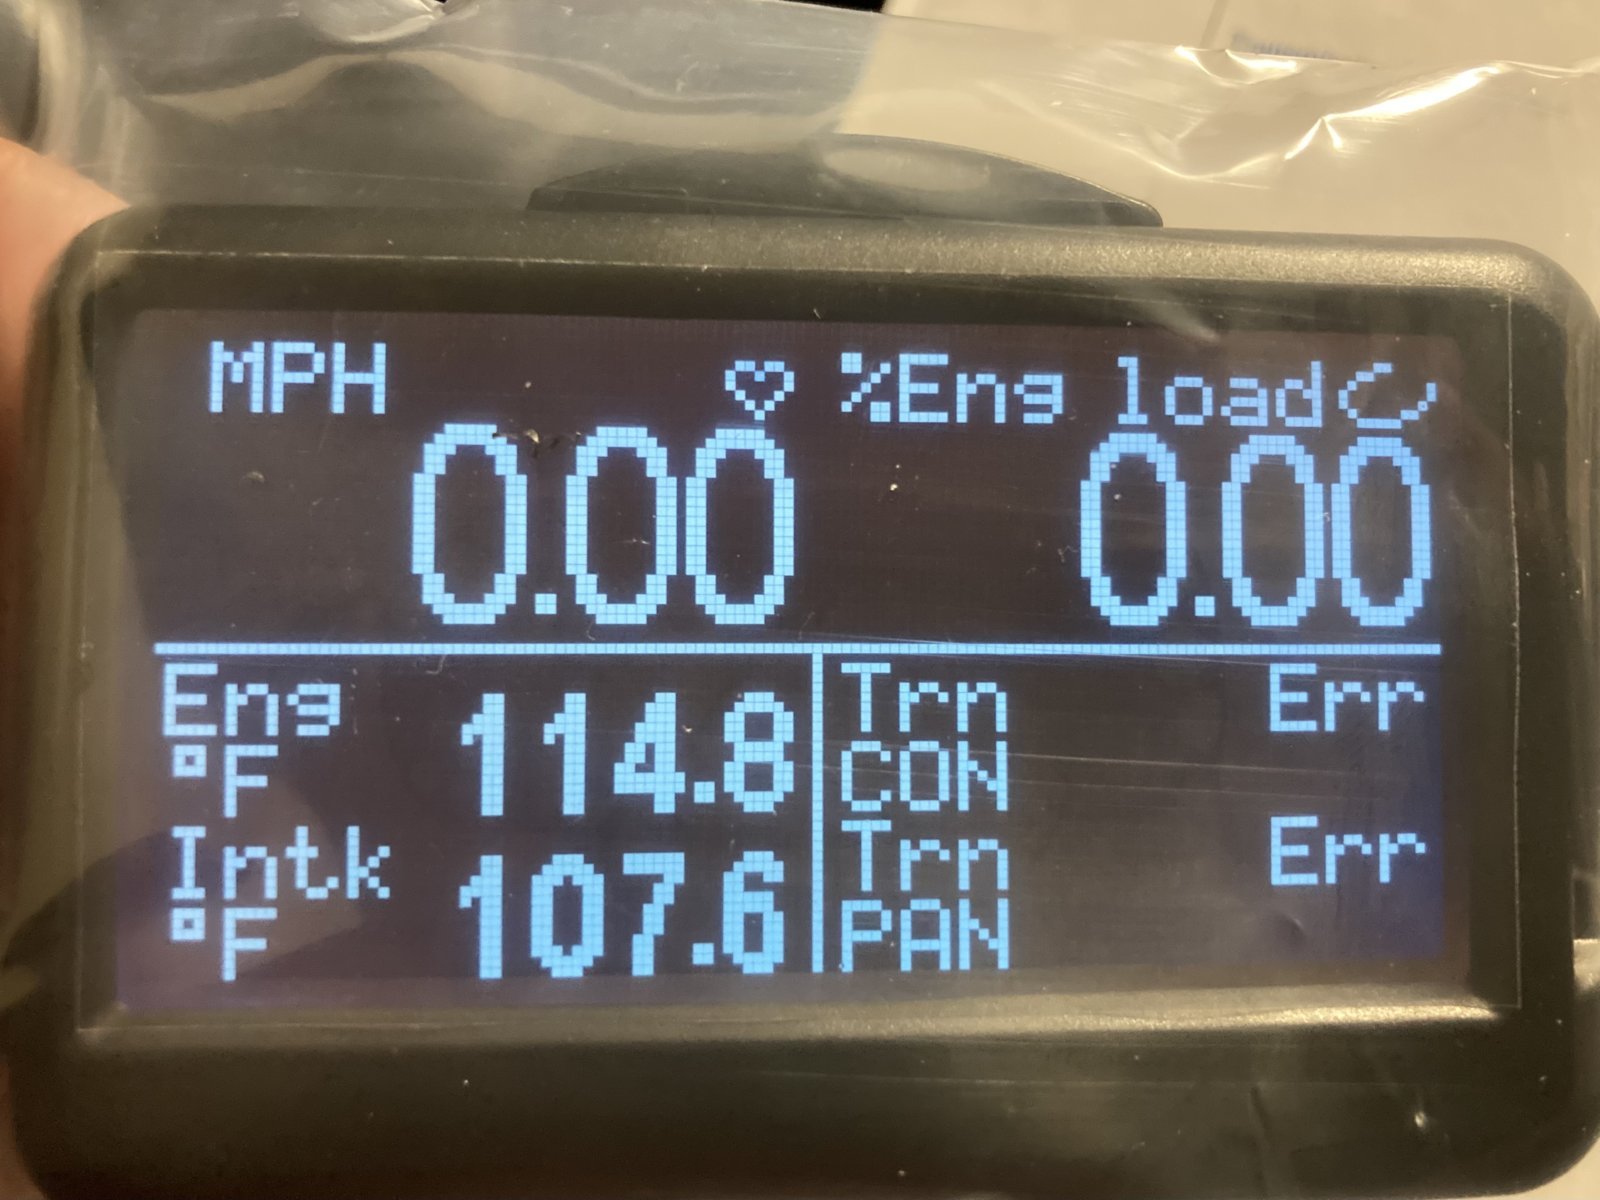 MPH ♡ %Eng load
0.00 0.00
Eng 114.8 Trn Err
°F CON
Intk 107.6 Trn Err
°F PAN